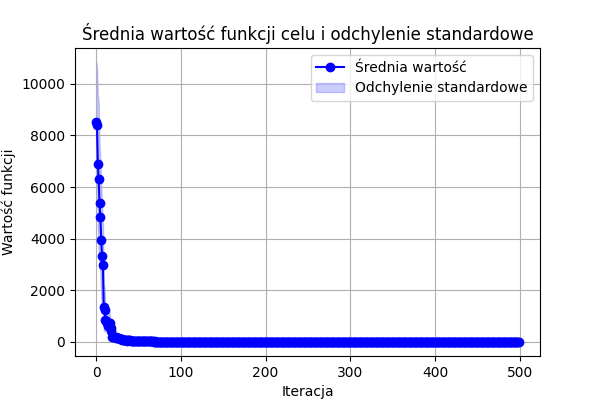 Średnia wartość funkcji celu i odchylenie standardowe
Średnia wartość
Odchylenie standardowe
Wartość funkcji
10000
8000
6000
4000
2000
0
0 100 200 300 400 500
Iteracja